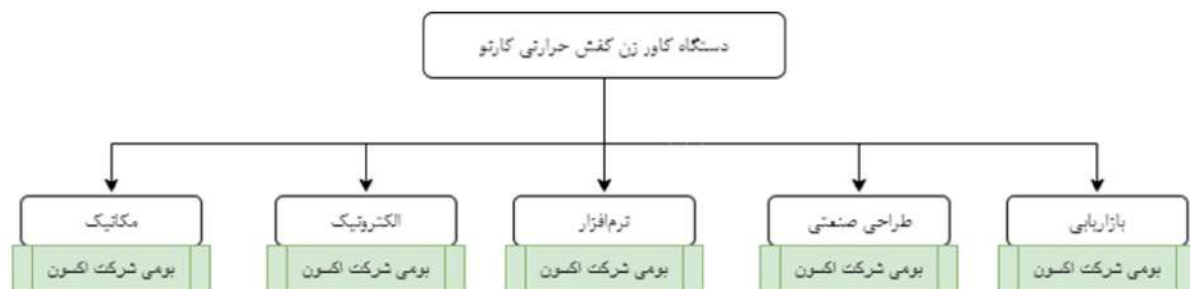 دستگاه کاور زن کفش حرارتی کارتو
بازاریابی
طراحی صنعتی
نرم‌افزار
الکترونیک
مکانیک
بومی شرکت اکسون
بومی شرکت اکسون
بومی شرکت اکسون
بومی شرکت اکسون
بومی شرکت اکسون